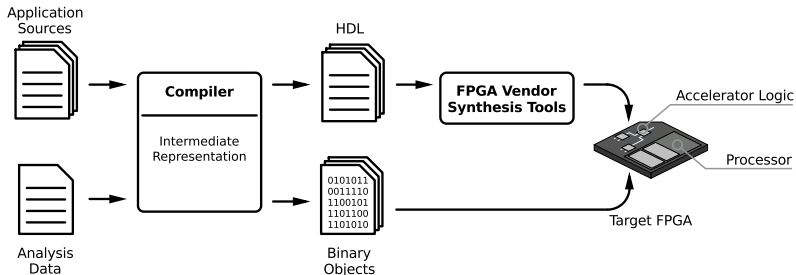 Application
Sources
HDL
Compiler
FPGA Vendor
Synthesis Tools
Accelerator Logic
Intermediate
Representation
Processor
0101011
0011110
1100101
1101100
1101010
Target FPGA
Analysis
Data
Binary
Objects